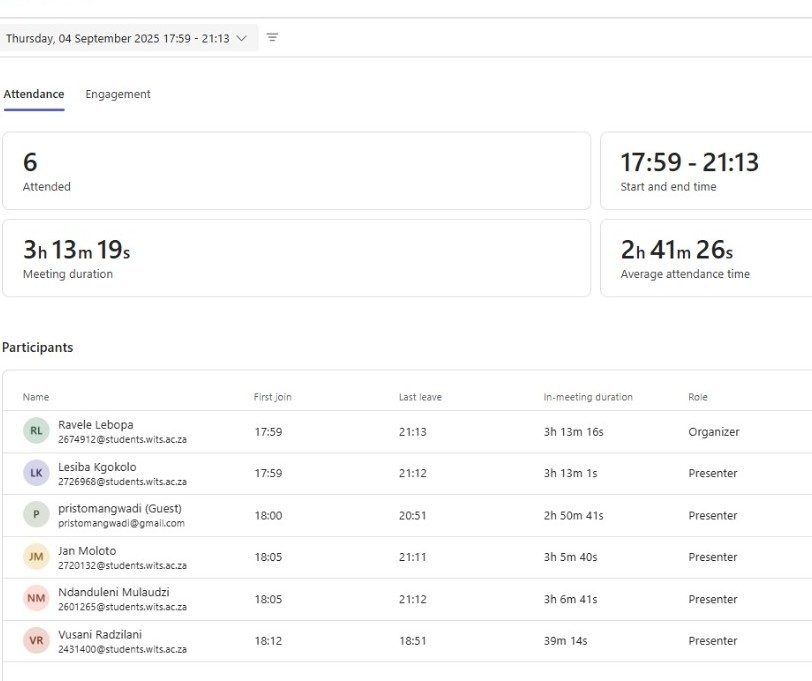 Thursday, 04 September 2025 17:59 - 21:13
Attendance Engagement
6
Attended
17:59 - 21:13
Start and end time
3h 13m 19s
Meeting duration
2h 41m 26s
Average attendance time
Participants
Name First join Last leave In-meeting duration Role
RL Ravele Lebopa 17:59 21:13 3h 13m 16s Organizer
2674912@students.wits.ac.za
LK Lesiba Kgokolo 17:59 21:12 3h 13m 1s Presenter
2726968@students.wits.ac.za
P pristomangwadi (Guest) 18:00 20:51 2h 50m 41s Presenter
pristomangwadi@gmail.com
JM Jan Moloto 18:05 21:11 3h 5m 40s Presenter
2720132@students.wits.ac.za
NM Ndanduleni Mulaudzi 18:05 21:12 3h 6m 41s Presenter
2601265@students.wits.ac.za
VR Vusani Radzilani 18:12 18:51 39m 14s Presenter
2431400@students.wits.ac.za